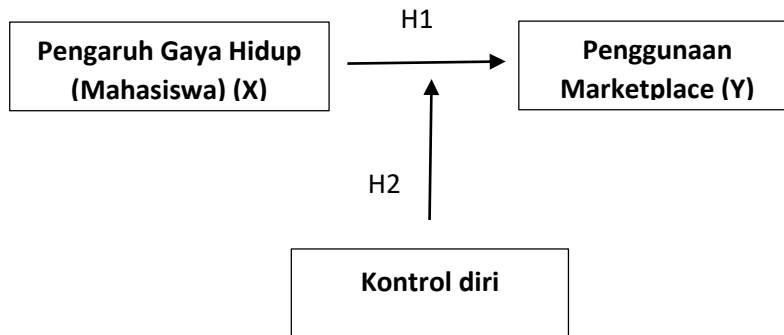 H1
Pengaruh Gaya Hidup
(Mahasiswa) (X)
Penggunaan
Marketplace (Y)
H2
Kontrol diri